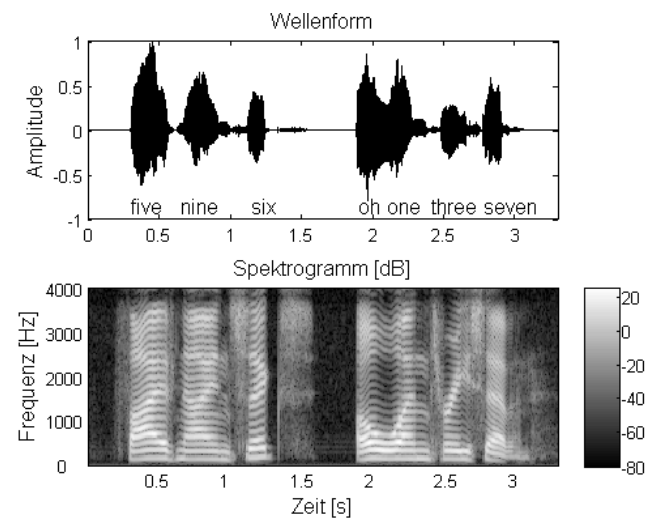 Wellenform
1
0.5
0
-0.5
-1
Amplitude
five nine six oh one three seven
0 0.5 1 1.5 2 2.5 3
Spektrogramm [dB]
4000
3000
2000
1000
0
Frequenz [Hz]
0.5 1 1.5 2 2.5 3
Zeit [s]
20
0
-20
-40
-60
-80